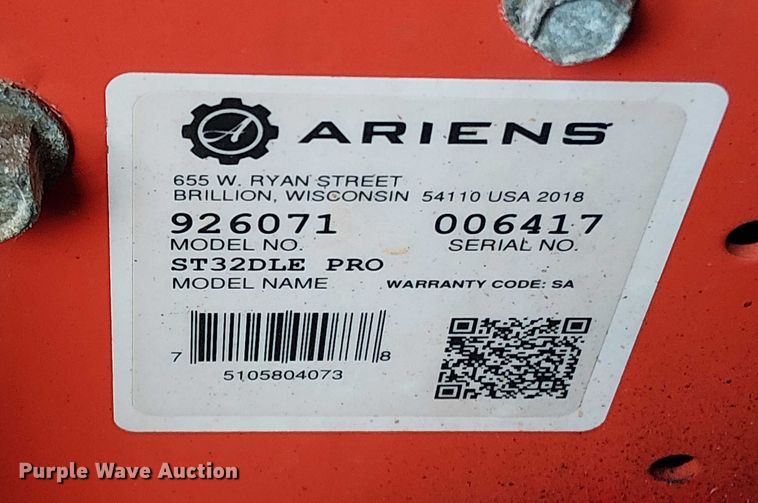 ARIENS
655 W. RYAN STREET
BRILLION, WISCONSIN 54110 USA 2018
926071 006417
MODEL NO. SERIAL NO.
ST32DLE PRO
MODEL NAME WARRANTY CODE: SA
7 5105804073 8
Purple Wave Auction